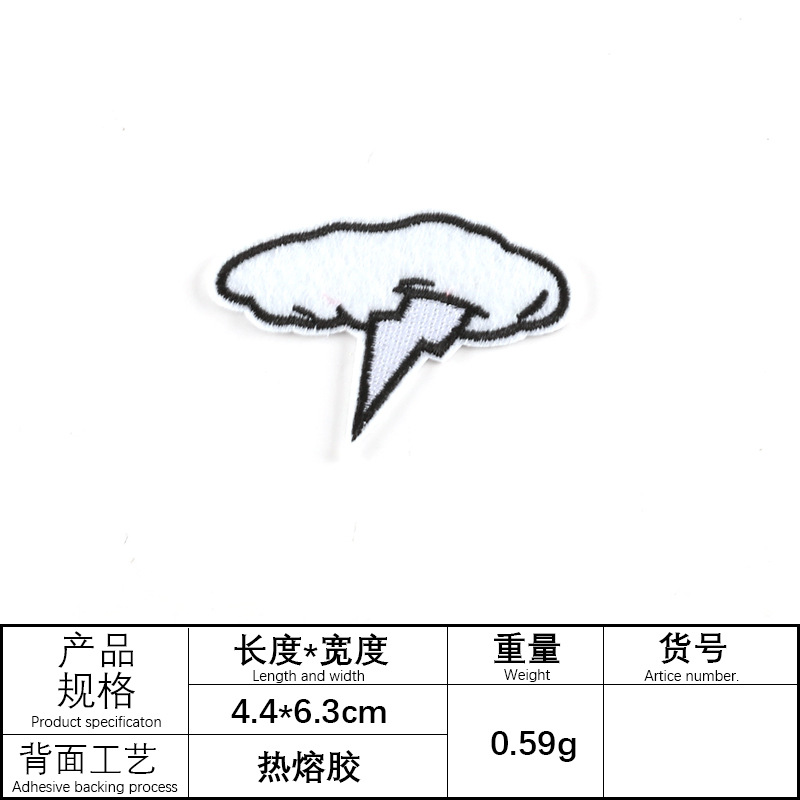 产品
规格
Product specificaton
长度*宽度
Length and width
重量
Weight
货号
Artice number.
4.4*6.3cm
0.59g
背面工艺
Adhesive backing process
热熔胶